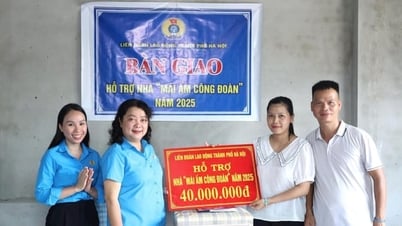 LIÊN ĐOÀN LAO ĐỘNG THÀNH PHỐ HÀ NỘI
BÀN GIAO
HỖ TRỢ NHÀ "MÁI ẤM CÔNG ĐOÀN"
NĂM 2025
LIÊN ĐOÀN LAO ĐỘNG THÀNH PHỐ HÀ NỘI
HỖ TRỢ
NHÀ "MÁI ẤM CÔNG ĐOÀN" NĂM 2025
40.000.000đ